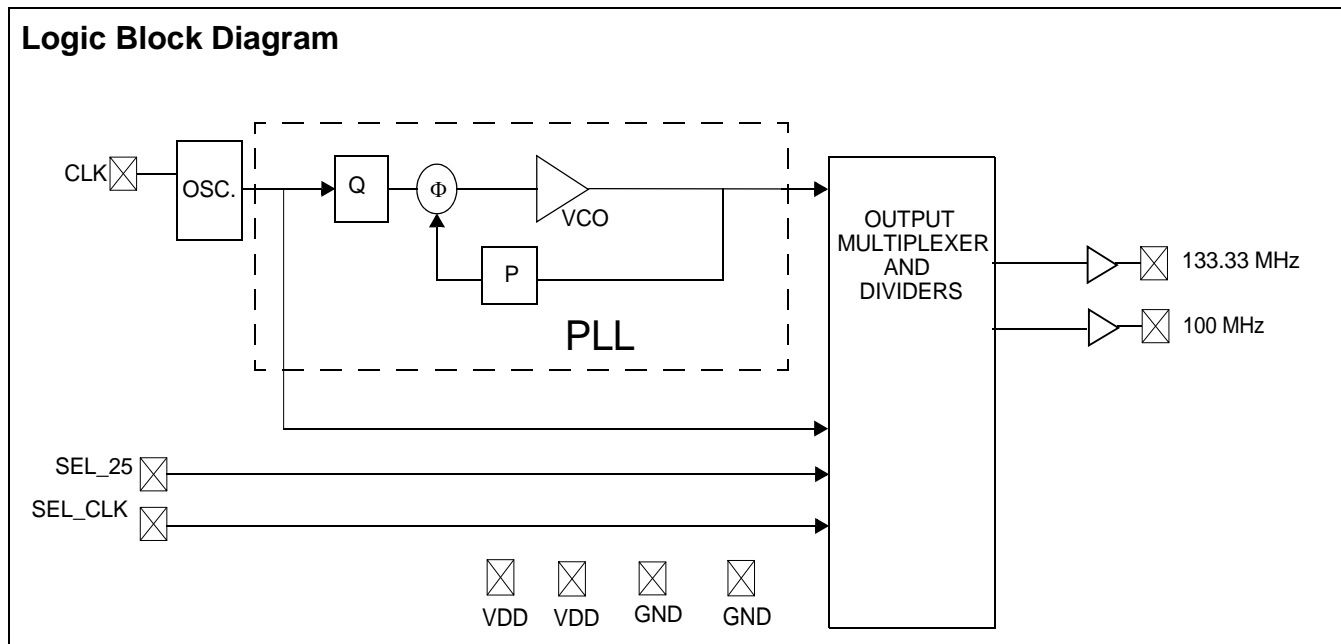 Logic Block Diagram
CLK
OSC.
Q
Φ
VCO
P
PLL
OUTPUT
MULTIPLEXER
AND
DIVIDERS
133.33 MHz
100 MHz
SEL_25
SEL_CLK
VDD
VDD
GND
GND